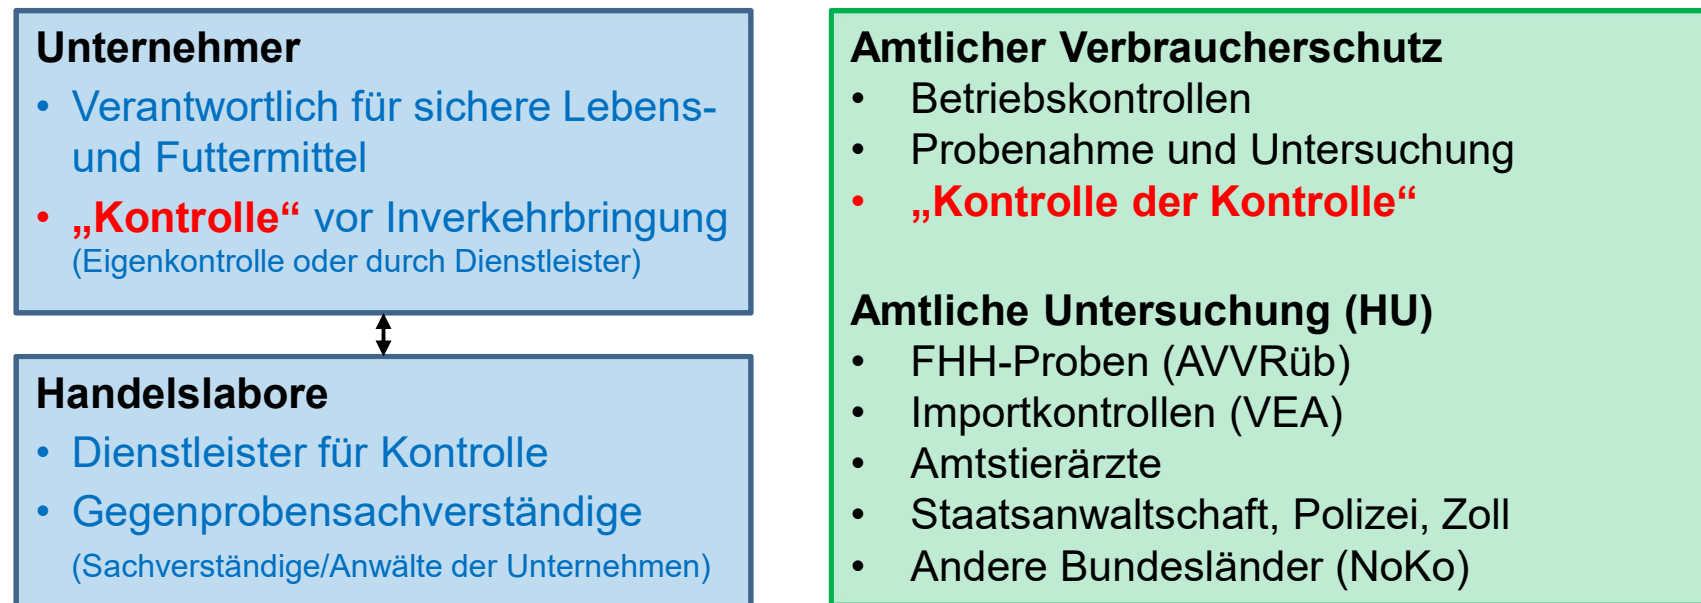 Unternehmer
• Verantwortlich für sichere Lebens-
und Futtermittel
• „Kontrolle“ vor Inverkehrbringung
(Eigenkontrolle oder durch Dienstleister)
Handelslabore
• Dienstleister für Kontrolle
• Gegenprobensachverständige
(Sachverständige/Anwälte der Unternehmen)
Amtlicher Verbraucherschutz
• Betriebskontrollen
• Probenahme und Untersuchung
• „Kontrolle der Kontrolle“
Amtliche Untersuchung (HU)
• FHH-Proben (AVVRüb)
• Importkontrollen (VEA)
• Amtstierärzte
• Staatsanwaltschaft, Polizei, Zoll
• Andere Bundesländer (NoKo)